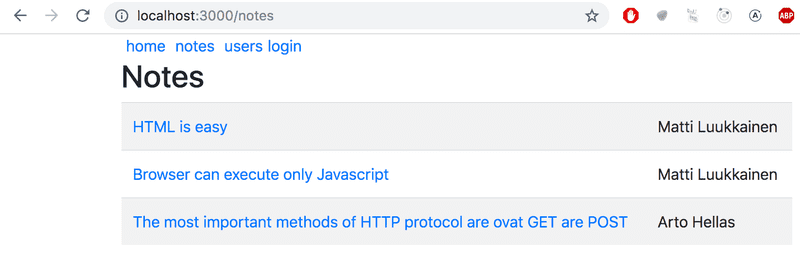 localhost:3000/notes
ABP
home notes users login
Notes
HTML is easy Matti Luukkainen
Browser can execute only Javascript Matti Luukkainen
The most important methods of HTTP protocol are ovat GET are POST Arto Hellas